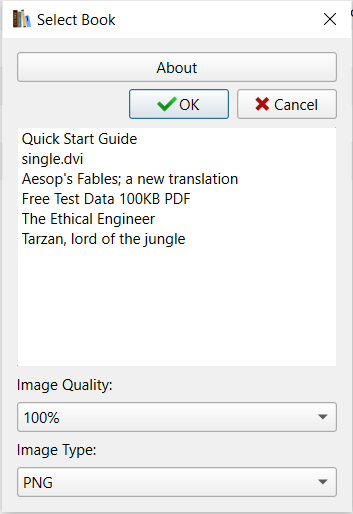 Select Book
About
OK
Cancel
Quick Start Guide
single.dvi
Aesop's Fables; a new translation
Free Test Data 100KB PDF
The Ethical Engineer
Tarzan, lord of the jungle
Image Quality:
100%
Image Type:
PNG